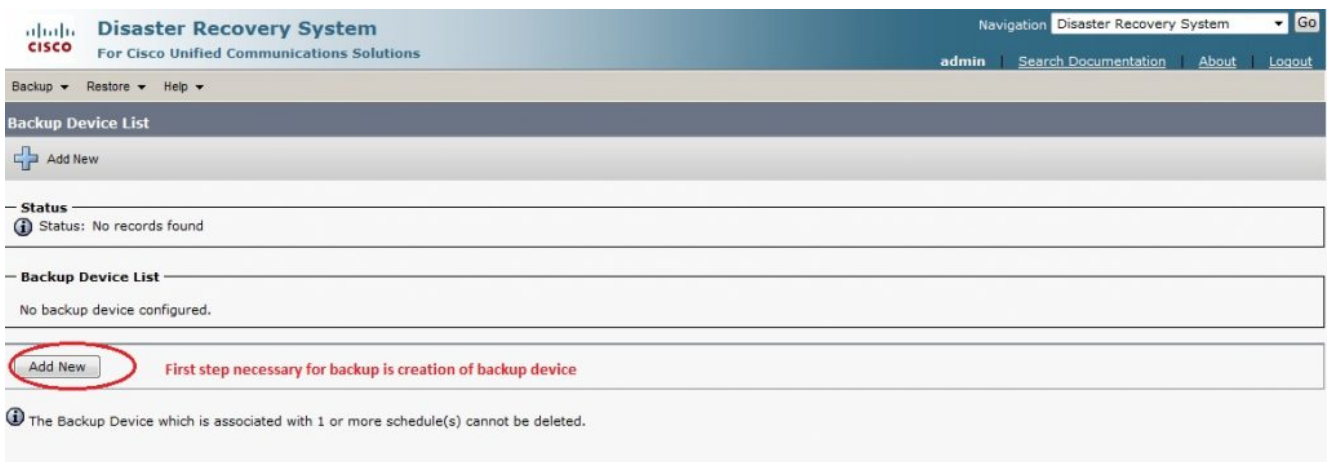 CISCO
Disaster Recovery System
For Cisco Unified Communications Solutions
Navigation Disaster Recovery System Go
admin | Search Documentation | About | Logout
Backup Restore Help
Backup Device List
Add New
Status
Status: No records found
Backup Device List
No backup device configured.
Add New First step necessary for backup is creation of backup device
The Backup Device which is associated with 1 or more schedule(s) cannot be deleted.